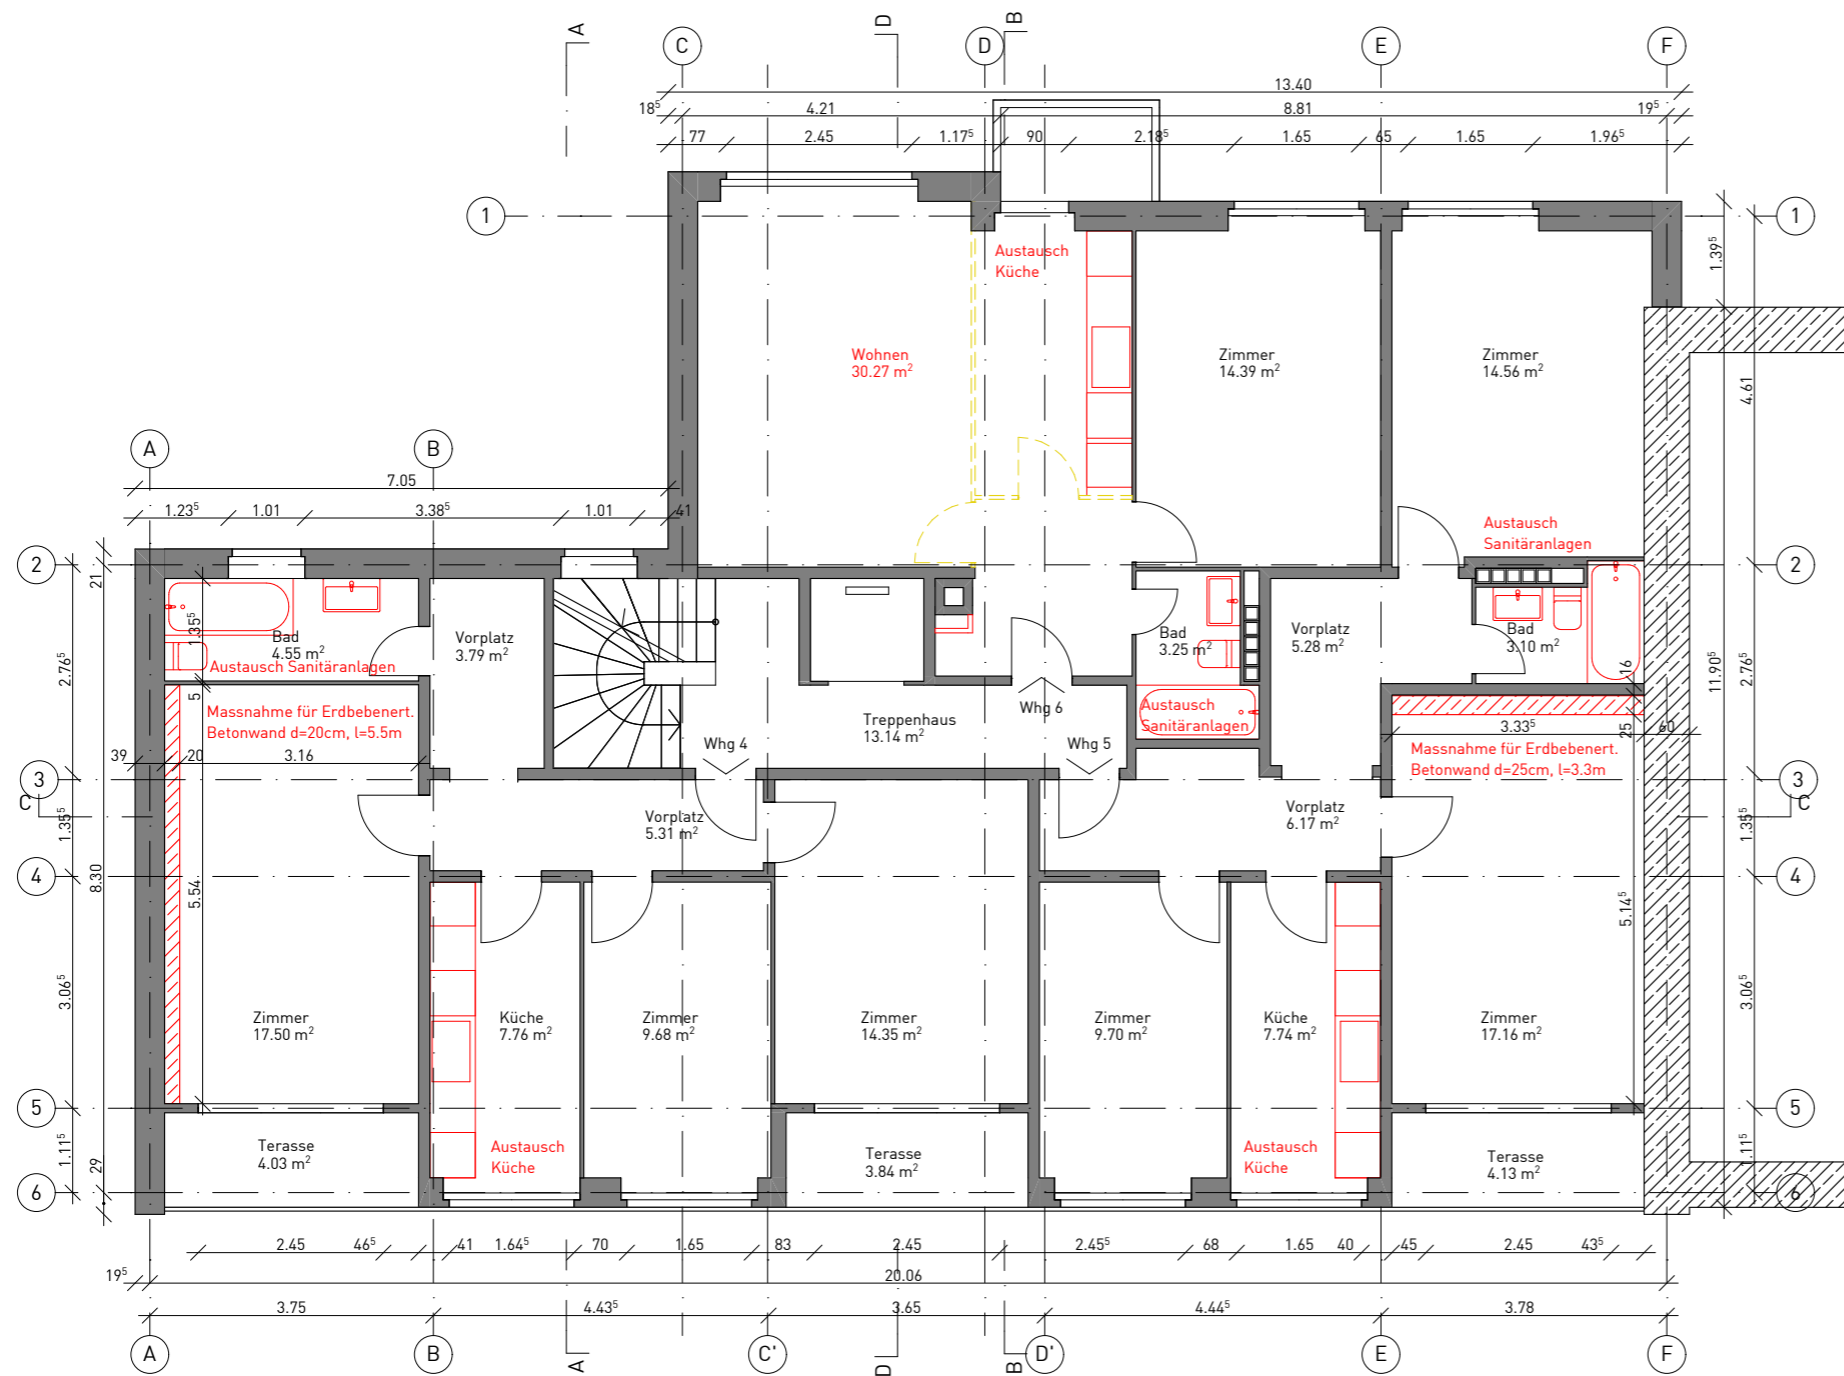 A
D
B
C
D
E
F
13.40
18⁵
4.21
8.81
19⁵
77
2.45
1.17⁵
90
2.18⁵
1.65
65
1.65
1.96⁵
1
1
1.39⁵
Austausch
Küche
Wohnen
30.27 m²
Zimmer
14.39 m²
Zimmer
14.56 m²
4.61
A
B
7.05
1.23⁵
1.01
3.38⁵
1.01
41
Austausch
Sanitäranlagen
2
2
21
1.35⁵
Bad
4.55 m²
Austausch Sanitäranlagen
Vorplatz
3.79 m²
Bad
3.25 m²
Vorplatz
5.28 m²
Bad
3.10 m²
16
2.76⁵
5
11.90⁵
2.76⁵
Massnahme für Erdbebenert.
Betonwand d=20cm, l=5.5m
Treppenhaus
13.14 m²
Whg 6
Whg 4
Whg 5
Austausch
Sanitäranlagen
3.33⁵
25
60
Massnahme für Erdbebenert.
Betonwand d=25cm, l=3.3m
39
20
3.16
3
3
C
C
1.35⁵
Vorplatz
5.31 m²
Vorplatz
6.17 m²
1.35⁵
4
4
8.30
5.54
5.14⁵
3.06⁵
3.06⁵
Zimmer
17.50 m²
Küche
7.76 m²
Zimmer
9.68 m²
Zimmer
14.35 m²
Zimmer
9.70 m²
Küche
7.74 m²
Zimmer
17.16 m²
5
5
1.11⁵
29
Terasse
4.03 m²
Austausch
Küche
Terasse
3.84 m²
Austausch
Küche
Terasse
4.13 m²
1.11⁵
6
6
2.45
46⁵
41
1.64⁵
70
1.65
83
2.45
2.45⁵
68
1.65
40
45
2.45
43⁵
19⁵
20.06
3.75
4.43⁵
3.65
4.44⁵
3.78
A
B
A
C'
D
B
D'
E
F